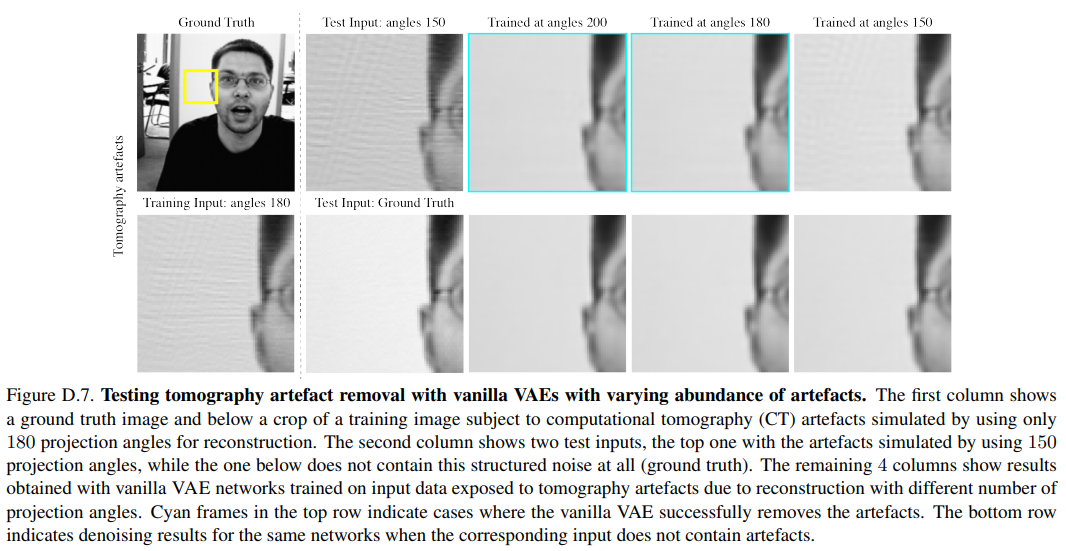 Ground Truth
Test Input: angles 150
Trained at angles 200
Trained at angles 180
Trained at angles 150
Tomography artefacts
Training Input: angles 180
Test Input: Ground Truth
Figure D.7. Testing tomography artefact removal with vanilla VAEs with varying abundance of artefacts. The first column shows
a ground truth image and below a crop of a training image subject to computational tomography (CT) artefacts simulated by using only
180 projection angles for reconstruction. The second column shows two test inputs, the top one with the artefacts simulated by using 150
projection angles, while the one below does not contain this structured noise at all (ground truth). The remaining 4 columns show results
obtained with vanilla VAE networks trained on input data exposed to tomography artefacts due to reconstruction with different number of
projection angles. Cyan frames in the top row indicate cases where the vanilla VAE successfully removes the artefacts. The bottom row
indicates denoising results for the same networks when the corresponding input does not contain artefacts.